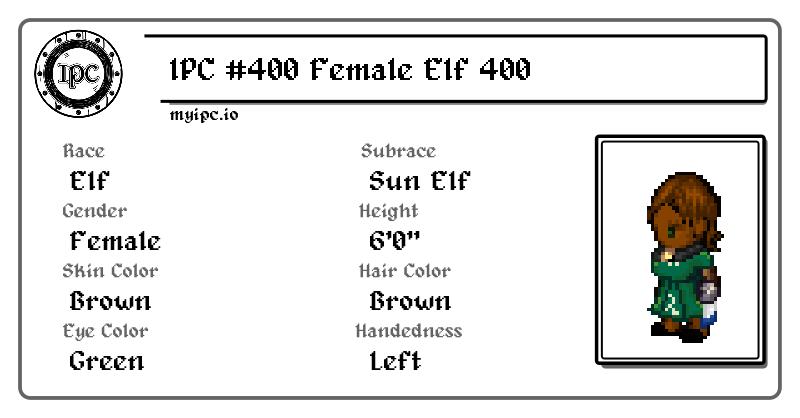 IPC
IPC #400 Female Elf 400
myipc.io
Race
Elf
Subrace
Sun Elf
Gender
Female
Height
6'0"
Skin Color
Brown
Hair Color
Brown
Eye Color
Green
Handedness
Left